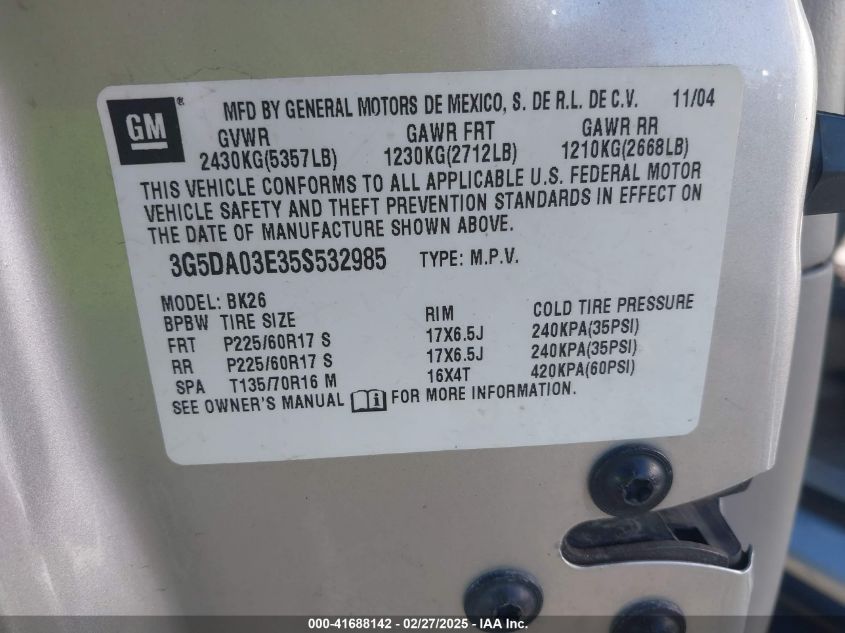 GM ® MFD BY GENERAL MOTORS DE MEXICO, S. DE R.L. DE C.V. 11/04
GVWR GAWR FRT GAWR RR
2430KG(5357LB) 1230KG(2712LB) 1210KG(2668LB)
THIS VEHICLE CONFORMS TO ALL APPLICABLE U.S. FEDERAL MOTOR
VEHICLE SAFETY AND THEFT PREVENTION STANDARDS IN EFFECT ON
THE DATE OF MANUFACTURE SHOWN ABOVE.
3G5DA03E35S532985 TYPE: M.P.V.
MODEL: BK26
BPBW TIRE SIZE RIM COLD TIRE PRESSURE
FRT P225/60R17 S 17X6.5J 240KPA(35PSI)
RR P225/60R17 S 17X6.5J 240KPA(35PSI)
SPA T135/70R16 M 16X4T 420KPA(60PSI)
SEE OWNER'S MANUAL FOR MORE INFORMATION.
000-41688142 - 02/27/2025 - IAA Inc.